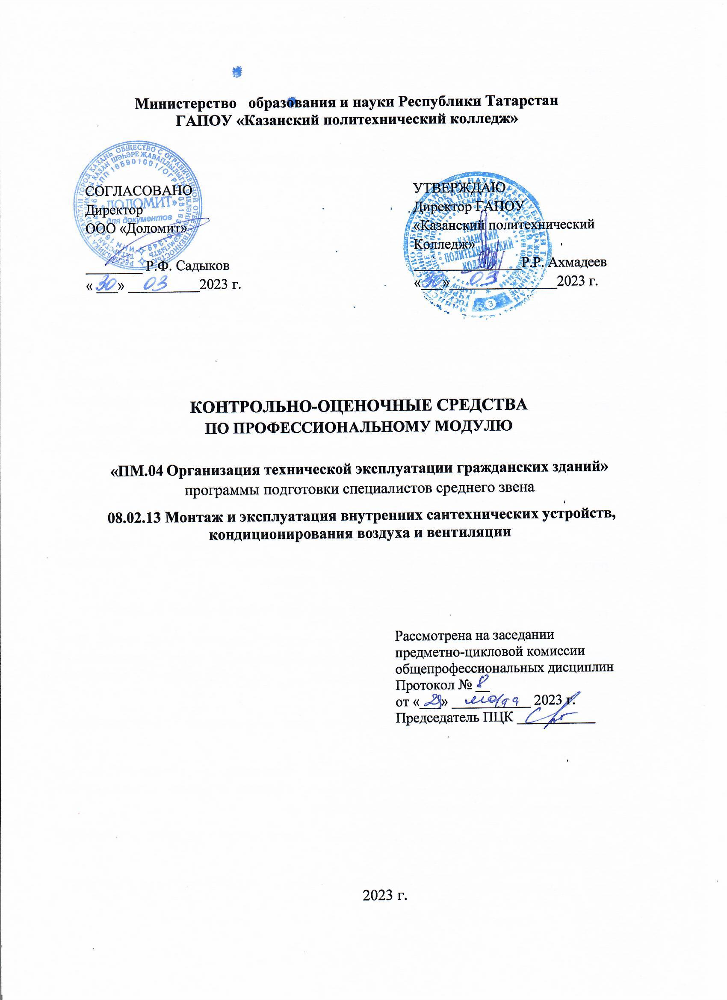 Министерство образования и науки Республики Татарстан
ГАПОУ «Казанский политехнический колледж»
СОГЛАСОВАНО
Директор
ООО «Доломит»
Р.Ф. Садыков
«30» 03 2023 г.
«ДОЛОМИТ»
для документов
УТВЕРЖДАЮ
Директор ГАПОУ
«Казанский политехнический
Колледж»
Р.Р. Ахмадеев
«30» 03 2023 г.
КАЗАНСКИЙ
ПОЛИТЕХНИЧЕСКИЙ
КОНТРОЛЬНО-ОЦЕНОЧНЫЕ СРЕДСТВА
ПО ПРОФЕССИОНАЛЬНОМУ МОДУЛЮ
«ПМ.04 Организация технической эксплуатации гражданских зданий»
программы подготовки специалистов среднего звена
08.02.13 Монтаж и эксплуатация внутренних сантехнических устройств,
кондиционирования воздуха и вентиляции
Рассмотрена на заседании
предметно-цикловой комиссии
общепрофессиональных дисциплин
Протокол № 8
от «29» марта 2023 г.
Председатель ПЦК
2023 г.